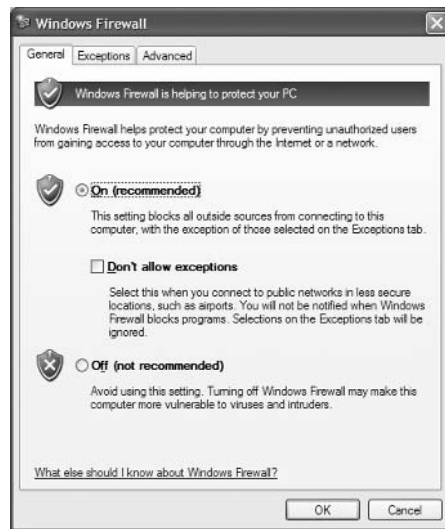 Windows Firewall
General Exceptions Advanced
Windows Firewall is helping to protect your PC
Windows Firewall helps protect your computer by preventing unauthorized users
from gaining access to your computer through the Internet or a network.
On (recommended)
This setting blocks all outside sources from connecting to this
computer, with the exception of those selected on the Exceptions tab.
Don't allow exceptions
Select this when you connect to public networks in less secure
locations, such as airports. You will not be notified when Windows
Firewall blocks programs. Selections on the Exceptions tab will be
ignored.
Off (not recommended)
Avoid using this setting. Turning off Windows Firewall may make this
computer more vulnerable to viruses and intruders.
What else should I know about Windows Firewall?
OK Cancel